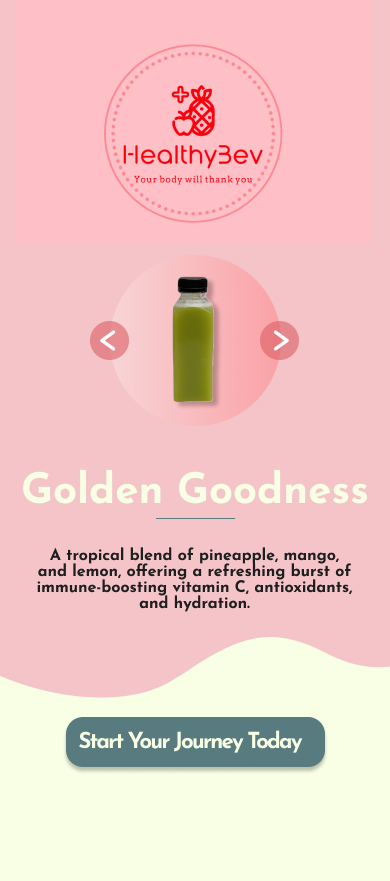 HealthyBev
Your body will thank you
Golden Goodness
A tropical blend of pineapple, mango,
and lemon, offering a refreshing burst of
immune-boosting vitamin C, antioxidants,
and hydration.
Start Your Journey Today